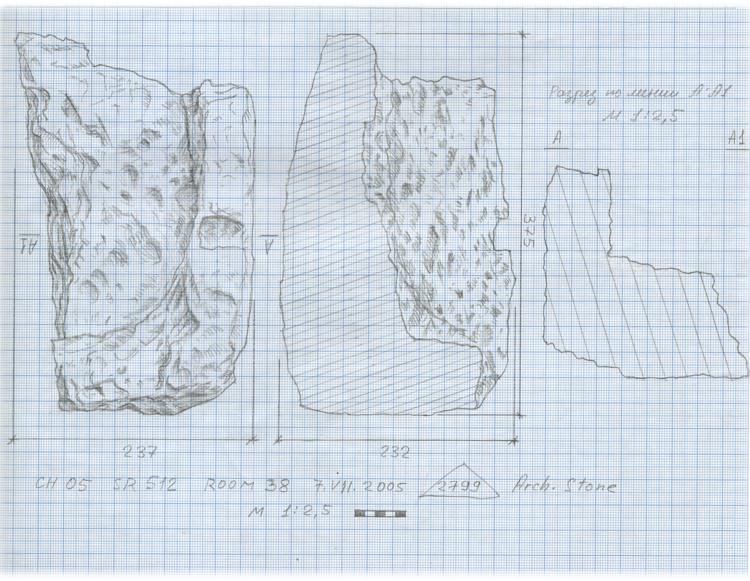 Разрез по линии А-А1
М 1:2,5
А А1
А1 А
375
237 232
CH 05 SR 512 ROOM 38 7.VII.2005 2799 Arch. Stone
М 1:2,5